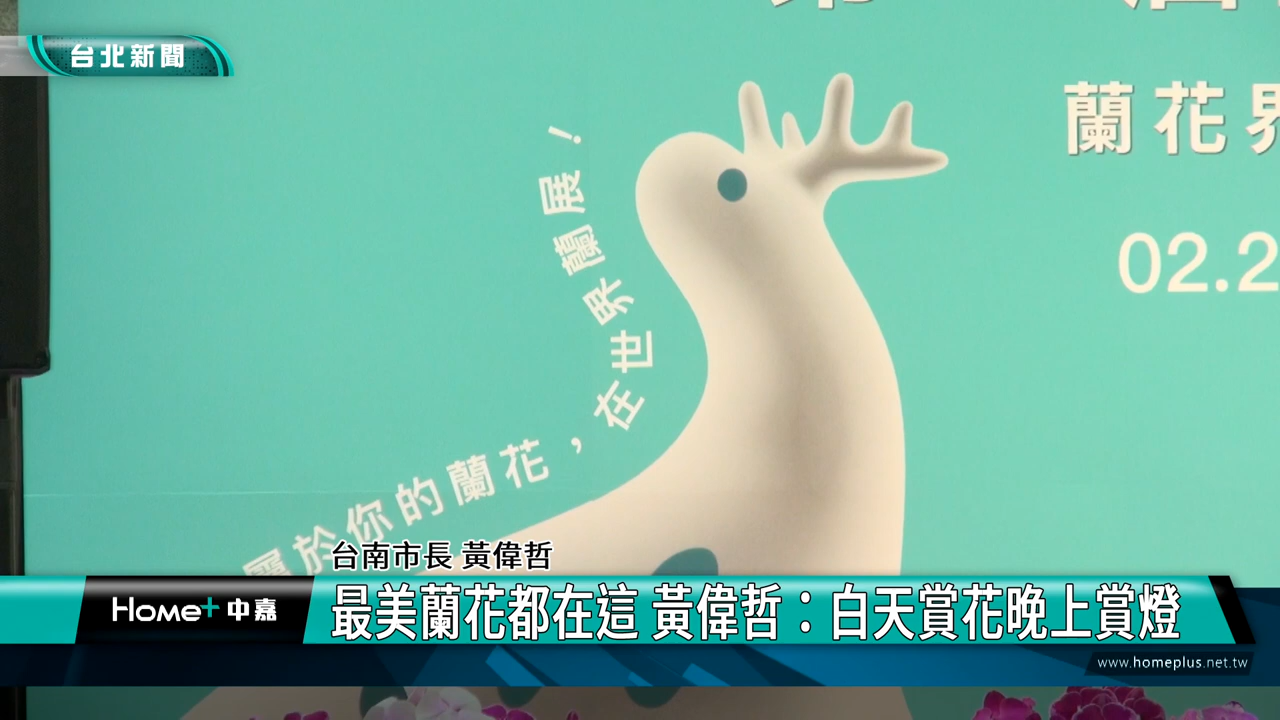 台北新聞
蘭花界
02.2
屬於你的蘭花，在世界蘭展！
台南市長 黃偉哲
Home+中嘉
最美蘭花都在這 黃偉哲：白天賞花晚上賞燈
www.homeplus.net.tw